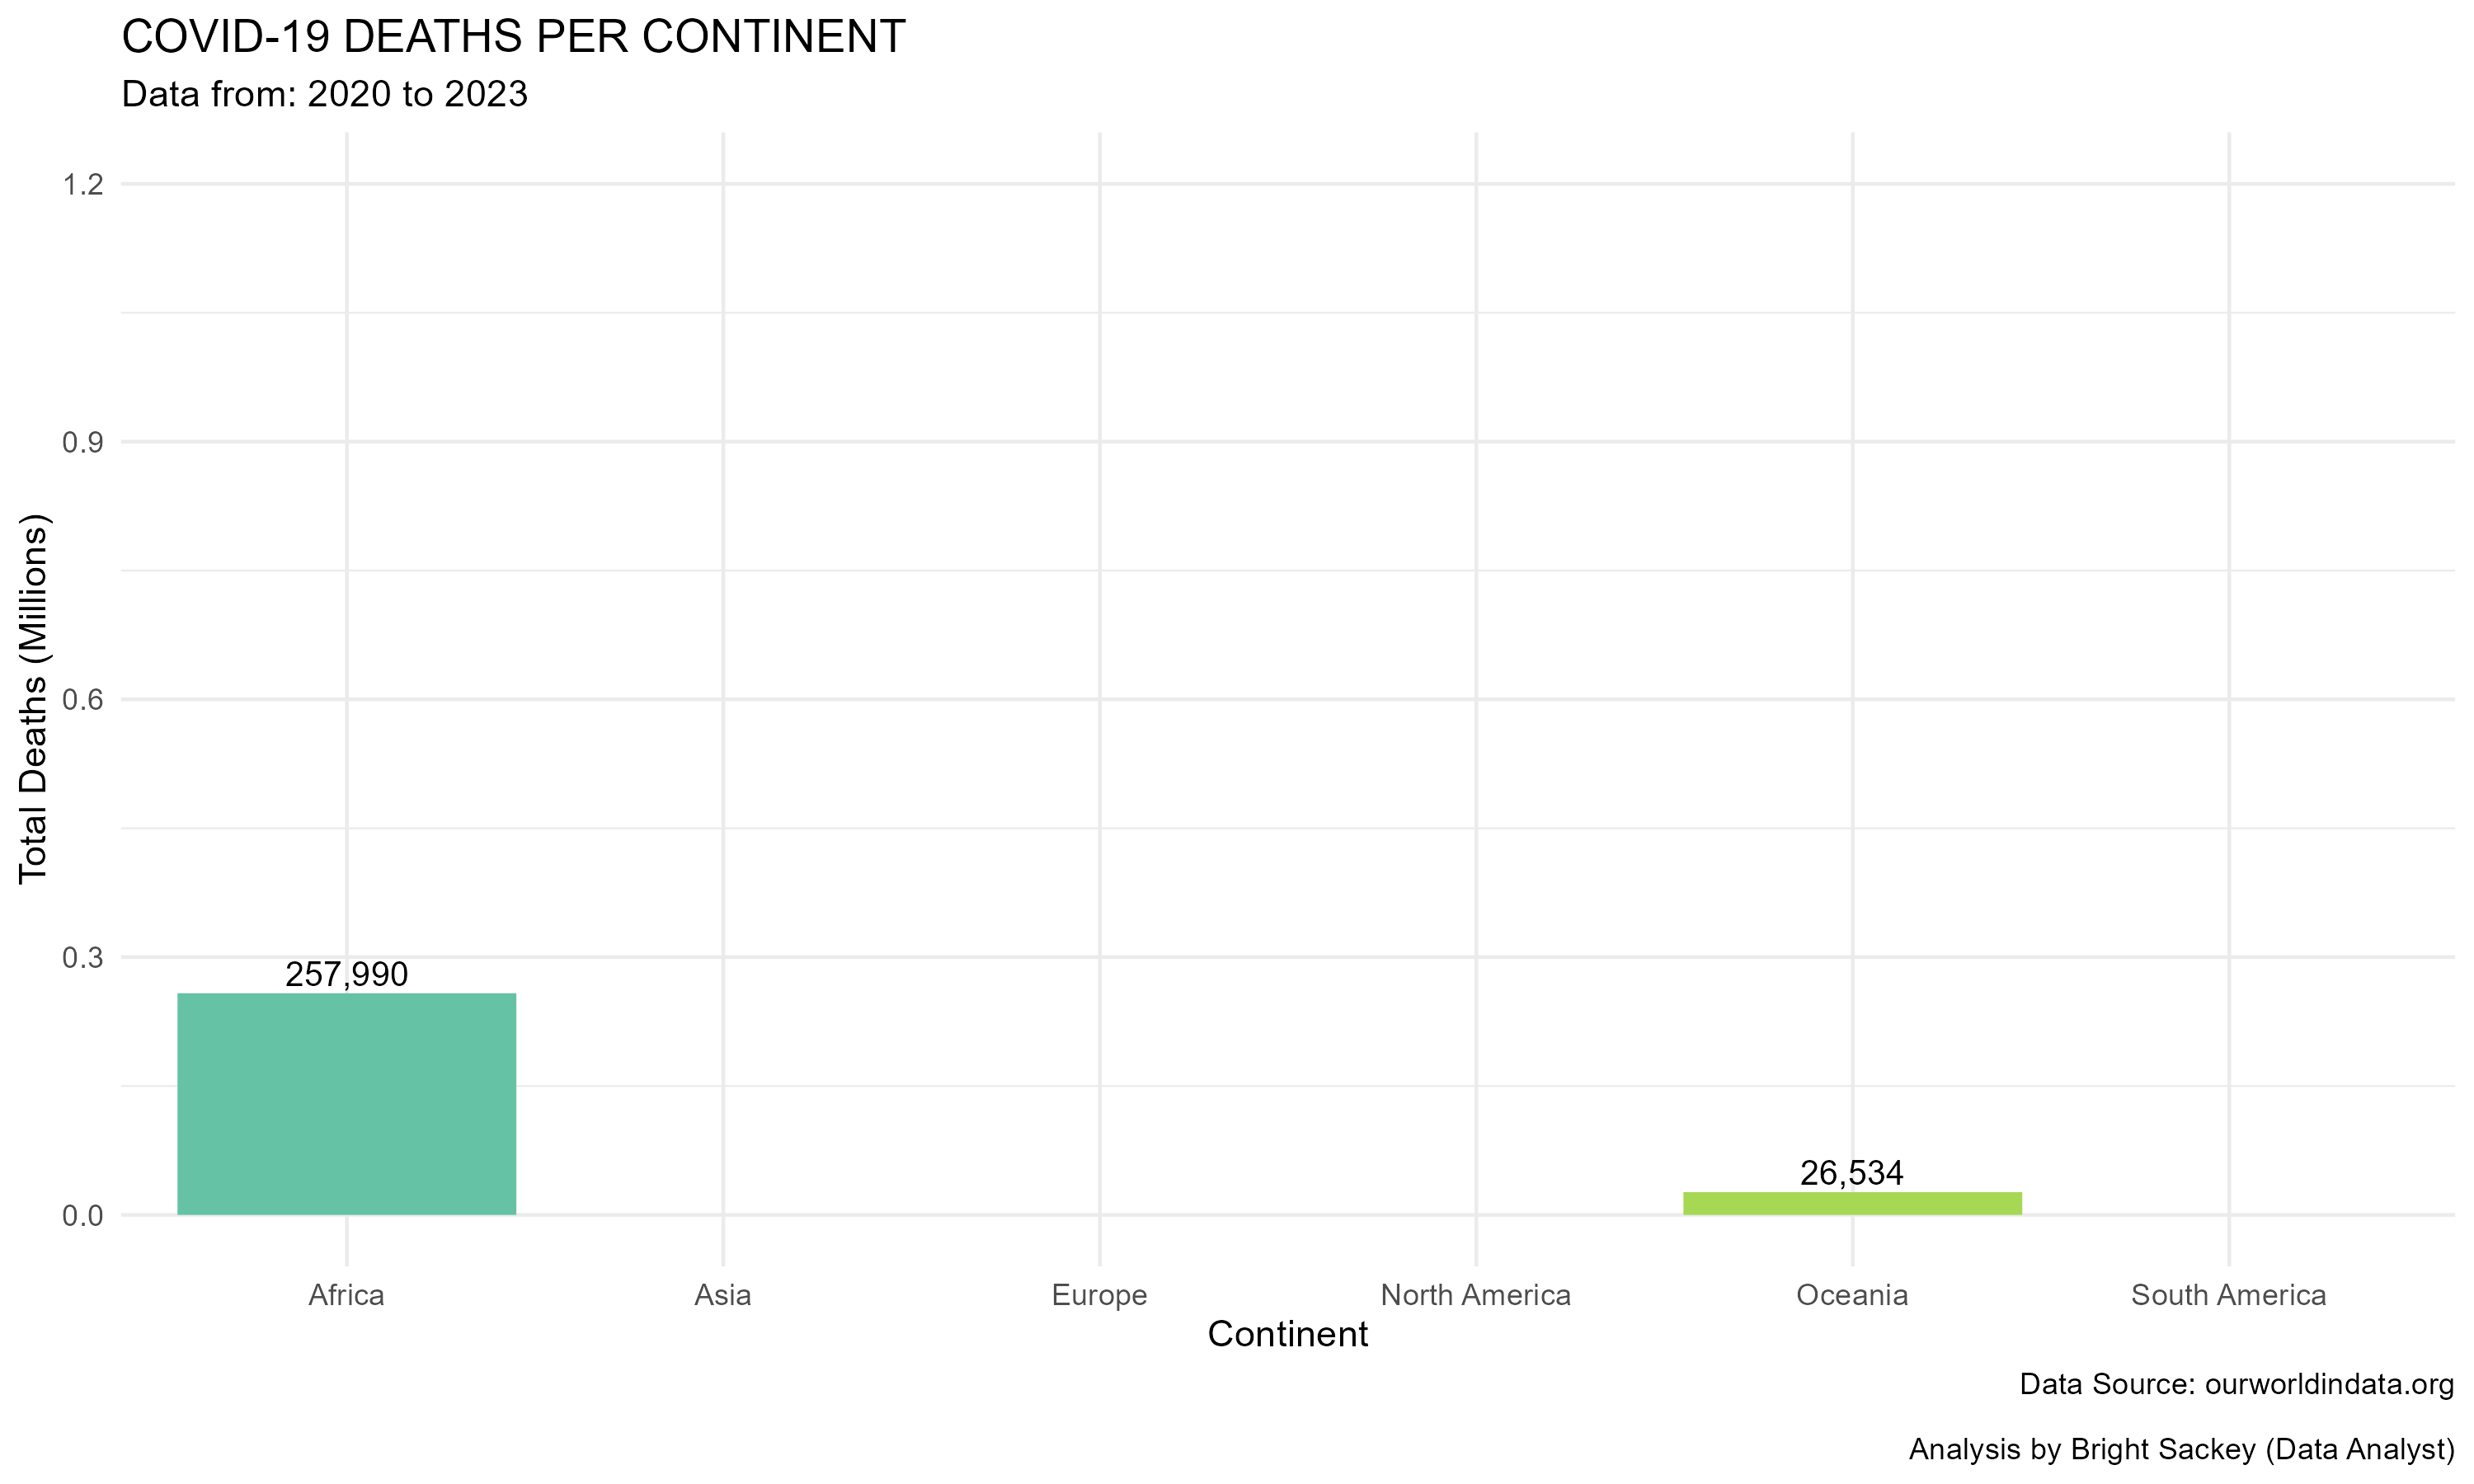 COVID-19 DEATHS PER CONTINENT
Data from: 2020 to 2023
Total Deaths (Millions)
1.2
0.9
0.6
0.3
0.0
257,990
26,534
Africa
Asia
Europe
North America
Oceania
South America
Continent
Data Source: ourworldindata.org
Analysis by Bright Sackey (Data Analyst)